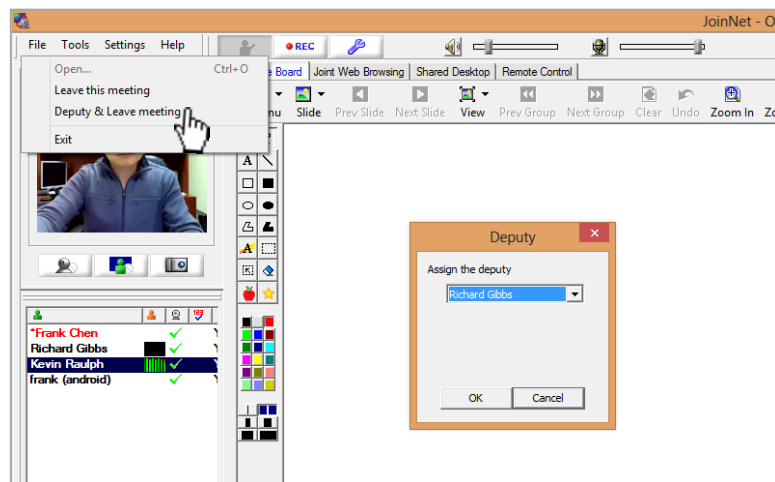 JoinNet - O
File Tools Settings Help
REC
Open... Ctrl+O
Leave this meeting
Deputy & Leave meeting
Exit
Board Joint Web Browsing Shared Desktop Remote Control
nu Slide Prev Slide Next Slide View Prev Group Next Group Clear Undo Zoom In Zo
A
A
Deputy
Assign the deputy
Richard Gibbs
OK Cancel
*Frank Chen
Richard Gibbs
Kevin Raulph
frank (android)